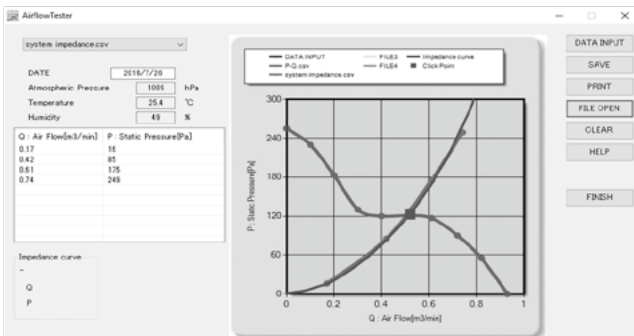 AirflowTester
system impedance.csv
DATE 2016/7/20
Atmospheric Pressure 1006 hPa
Temperature 25.4 ℃
Humidity 49 %
Q : Air Flow[m3/min] P : Static Pressure[Pa]
0.17 16
0.42 85
0.61 175
0.74 249
Impedance curve
-
Q
P
DATA INPUT
P-Q.csv
system impedance.csv
FILE3
FILE4
Impedance curve
Click Point
P : Static Pressure[Pa]
300
240
180
120
60
0
0 0.2 0.4 0.6 0.8 1
Q : Air Flow[m3/min]
DATA INPUT
SAVE
PRINT
FILE OPEN
CLEAR
HELP
FINISH